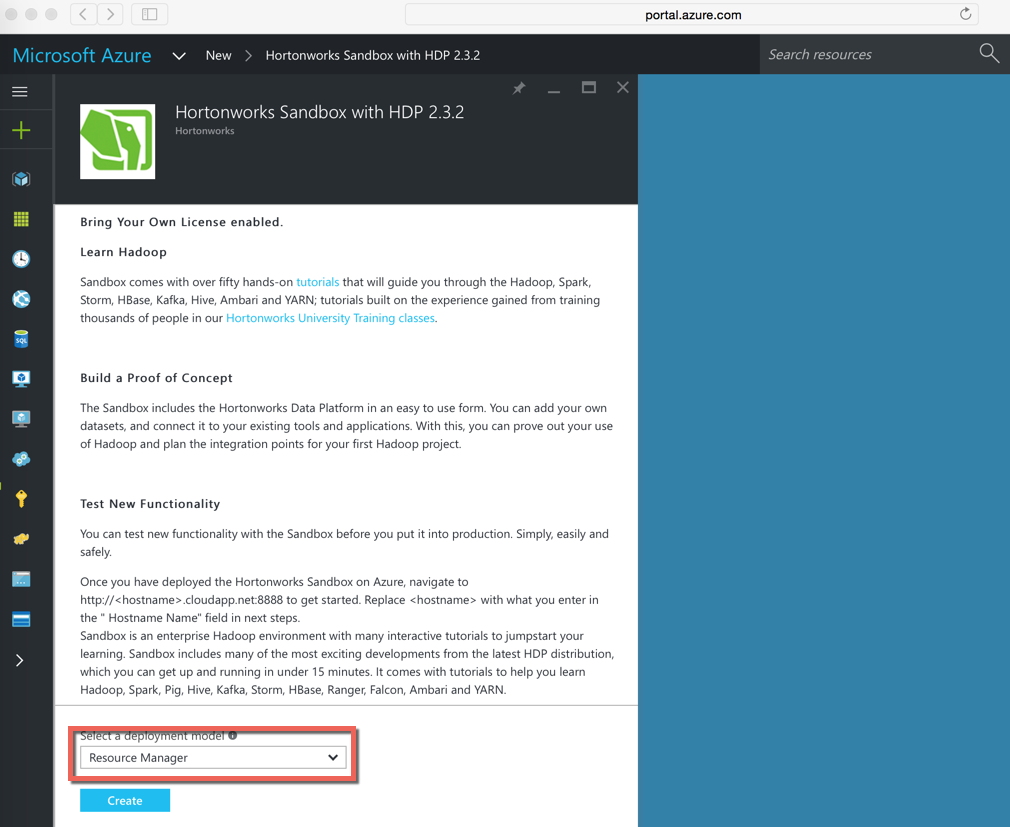 portal.azure.com
Microsoft Azure
New
Hortonworks Sandbox with HDP 2.3.2
Search resources
Hortonworks Sandbox with HDP 2.3.2
Hortonworks
Bring Your Own License enabled.
Learn Hadoop
Sandbox comes with over fifty hands-on tutorials that will guide you through the Hadoop, Spark,
Storm, HBase, Kafka, Hive, Ambari and YARN; tutorials built on the experience gained from training
thousands of people in our Hortonworks University Training classes.
Build a Proof of Concept
The Sandbox includes the Hortonworks Data Platform in an easy to use form. You can add your own
datasets, and connect it to your existing tools and applications. With this, you can prove out your use
of Hadoop and plan the integration points for your first Hadoop project.
Test New Functionality
You can test new functionality with the Sandbox before you put it into production. Simply, easily and
safely.
Once you have deployed the Hortonworks Sandbox on Azure, navigate to
http://<hostname>.cloudapp.net:8888 to get started. Replace <hostname> with what you enter in
the " Hostname Name" field in next steps.
Sandbox is an enterprise Hadoop environment with many interactive tutorials to jumpstart your
learning. Sandbox includes many of the most exciting developments from the latest HDP distribution,
which you can get up and running in under 15 minutes. It comes with tutorials to help you learn
Hadoop, Spark, Pig, Hive, Kafka, Storm, HBase, Ranger, Falcon, Ambari and YARN.
SQL
Select a deployment model
Resource Manager
Create